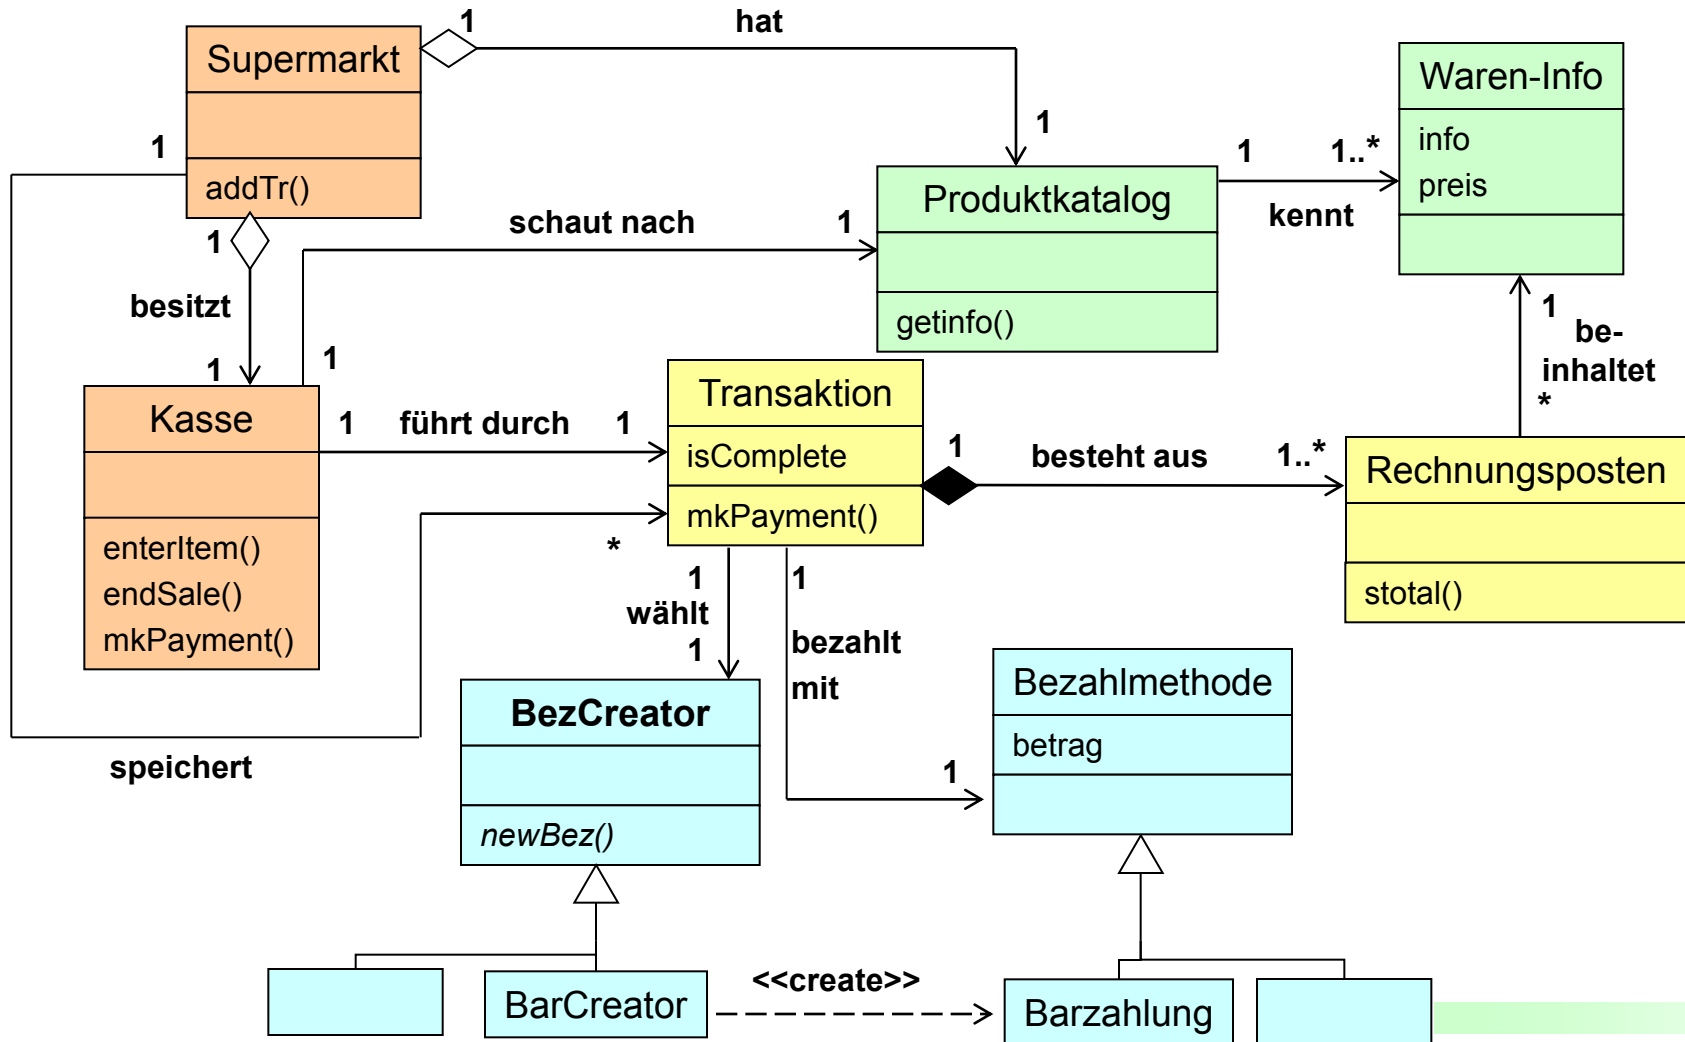 1
hat
Supermarkt
Waren-Info
1
info
preis
1
addTr()
1
1..*
kennt
Produktkatalog
getinfo()
schaut nach
1
1
besitzt
1
1
1
be-
inhaltet
*
Kasse
1
führt durch
1
Transaktion
isComplete
mkPayment()
1
besteht aus
1..*
Rechnungsposten
stotal()
enterItem()
endSale()
mkPayment()
*
1
wählt
1
1
bezahlt
mit
1
BezCreator
newBez()
Bezahlmethode
betrag
speichert
BarCreator
<<create>>
Barzahlung